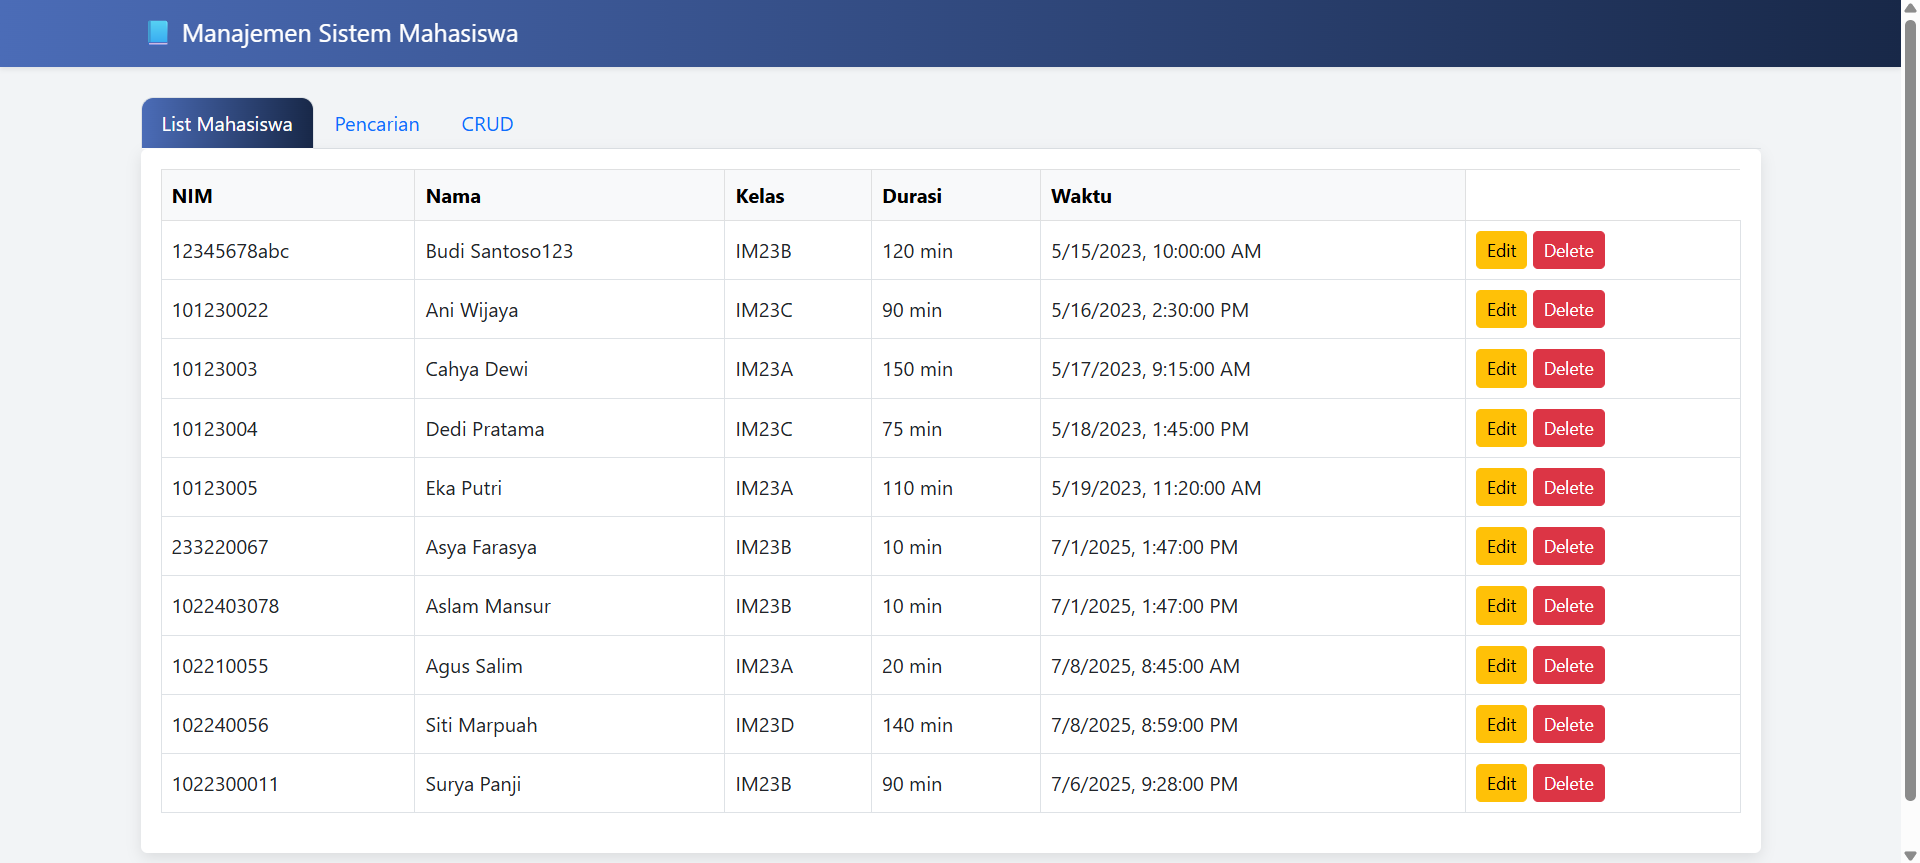 Manajemen Sistem Mahasiswa
List Mahasiswa Pencarian CRUD
NIM Nama Kelas Durasi Waktu
12345678abc Budi Santoso123 IM23B 120 min 5/15/2023, 10:00:00 AM Edit Delete
101230022 Ani Wijaya IM23C 90 min 5/16/2023, 2:30:00 PM Edit Delete
10123003 Cahya Dewi IM23A 150 min 5/17/2023, 9:15:00 AM Edit Delete
10123004 Dedi Pratama IM23C 75 min 5/18/2023, 1:45:00 PM Edit Delete
10123005 Eka Putri IM23A 110 min 5/19/2023, 11:20:00 AM Edit Delete
233220067 Asya Farasya IM23B 10 min 7/1/2025, 1:47:00 PM Edit Delete
1022403078 Aslam Mansur IM23B 10 min 7/1/2025, 1:47:00 PM Edit Delete
102210055 Agus Salim IM23A 20 min 7/8/2025, 8:45:00 AM Edit Delete
102240056 Siti Marpuah IM23D 140 min 7/8/2025, 8:59:00 PM Edit Delete
1022300011 Surya Panji IM23B 90 min 7/6/2025, 9:28:00 PM Edit Delete